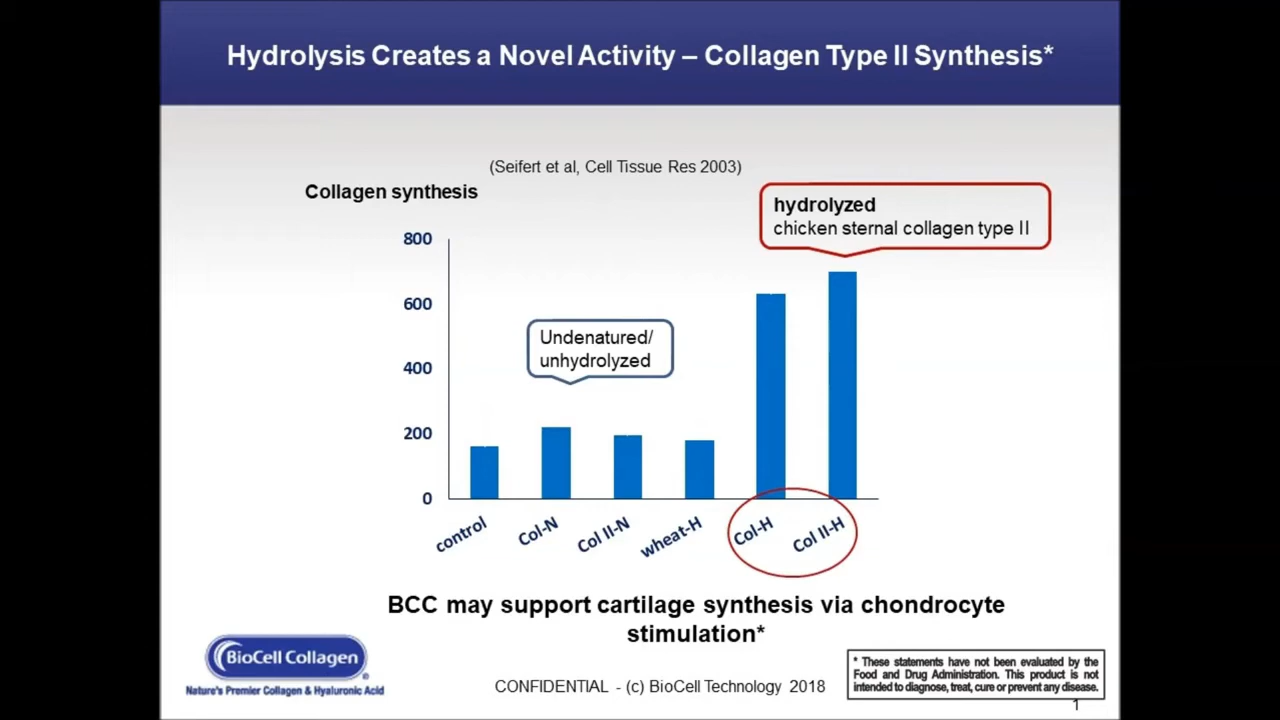 Hydrolysis Creates a Novel Activity – Collagen Type II Synthesis*
(Seifert et al, Cell Tissue Res 2003)
Collagen synthesis
hydrolyzed
chicken sternal collagen type II
800
600
Undenatured/
unhydrolyzed
400
200
0
control
Col-N
Col II-N
wheat-H
Col-H
Col II-H
BCC may support cartilage synthesis via chondrocyte
stimulation*
BioCell Collagen®
Nature's Premier Collagen & Hyaluronic Acid
CONFIDENTIAL - (c) BioCell Technology 2018
* These statements have not been evaluated by the
Food and Drug Administration. This product is not
intended to diagnose, treat, cure or prevent any disease.
1